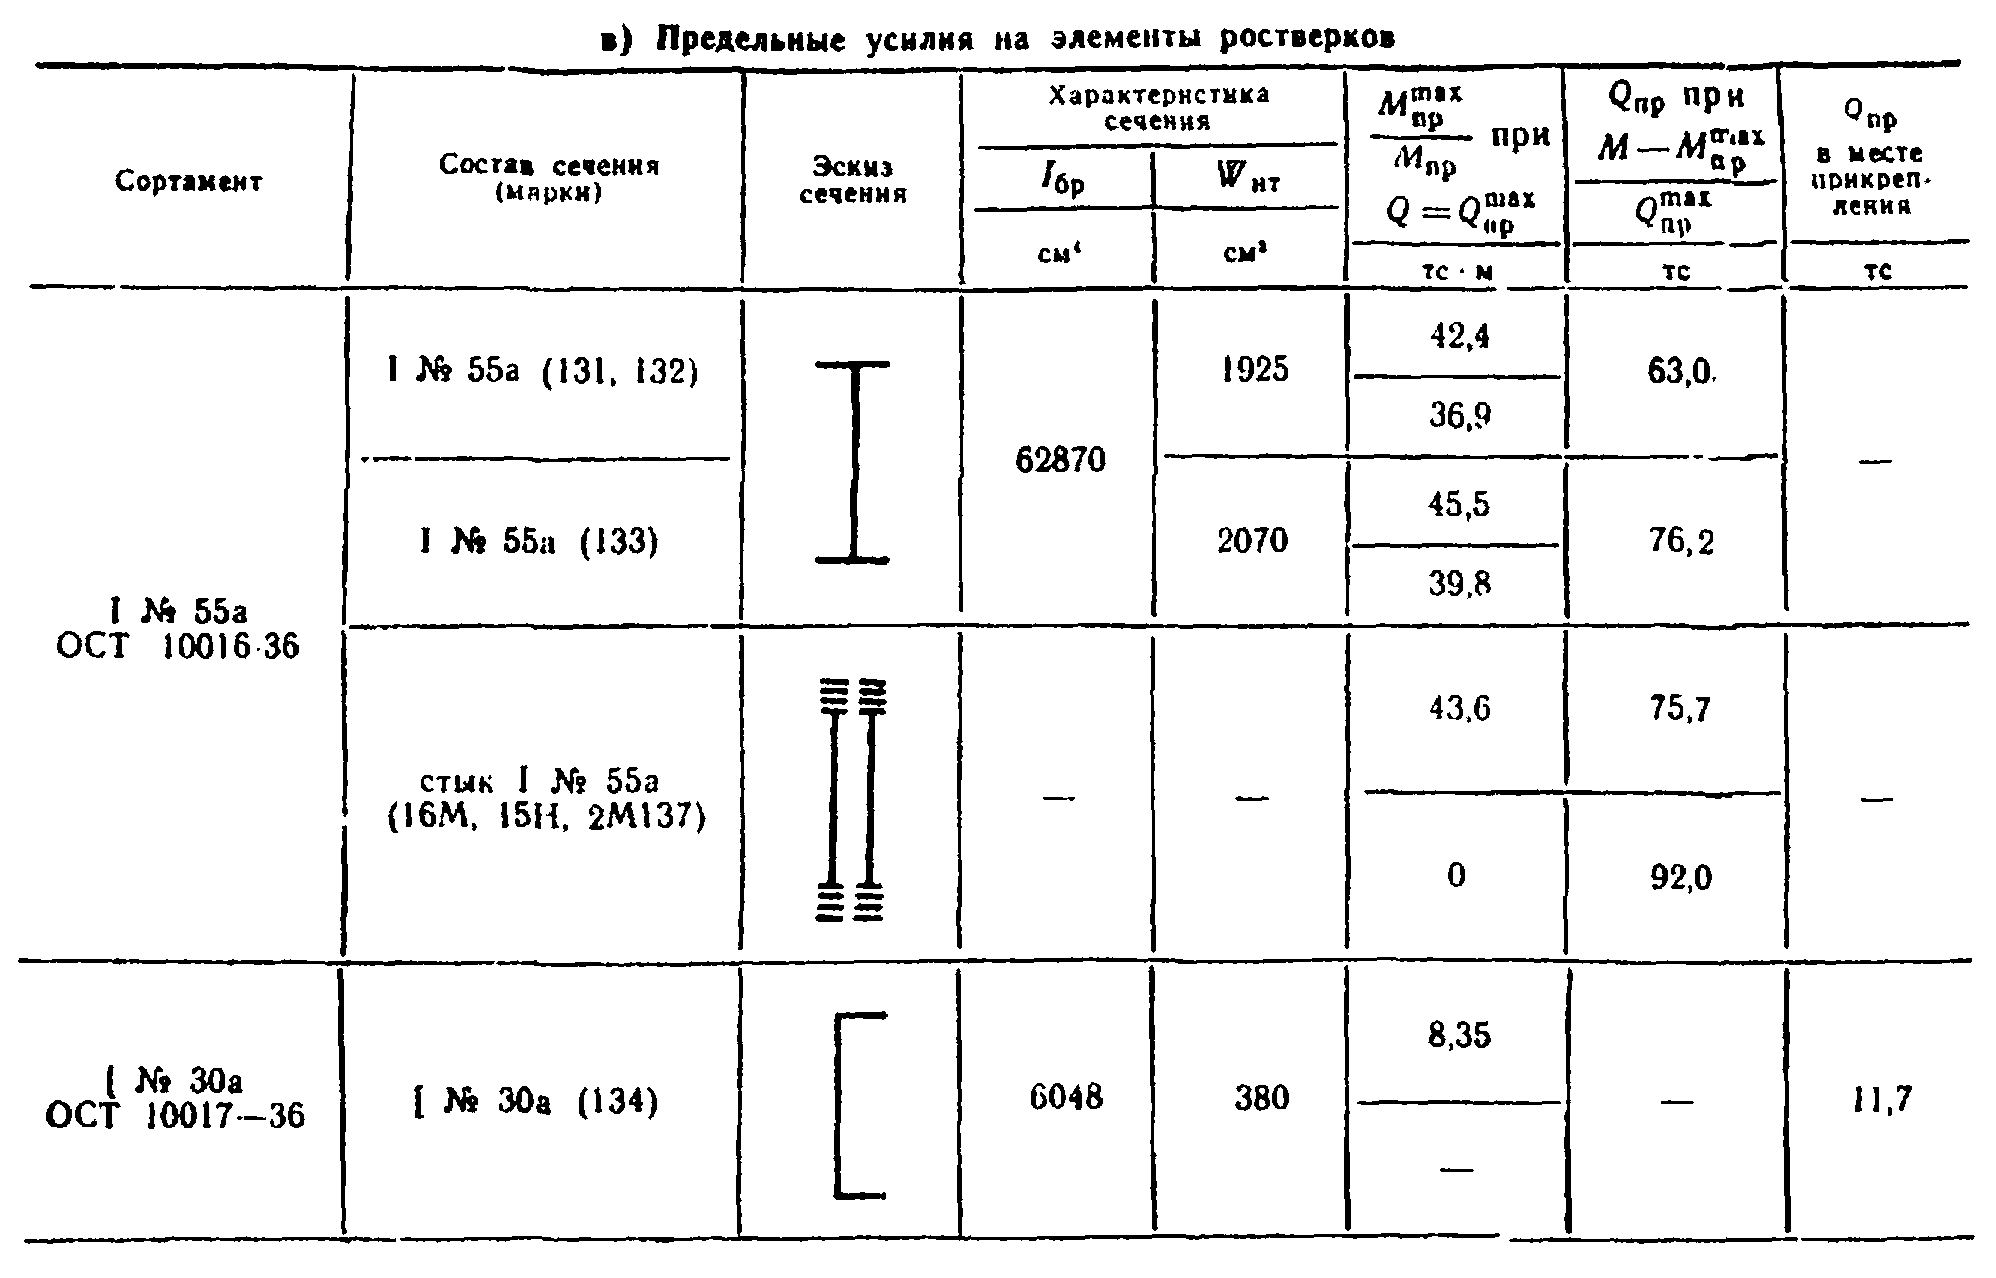 в) Предельные усилия на элементы ростверков
Сортамент
Состав сечения
(марки)
Эскиз
сечения
Характеристика
сечения
I бр
см⁴
W нт
см³
M max пр
M пр
при
Q = Q max пр
тс · м
Q пр при
M — M max пр
Q max пр
тс
Q пр
в месте
прикреп-
ления
тс
I № 55а
ОСТ 10016-36
I № 55а (131, 132)
62870
1925
42,4
36,9
63,0
—
I № 55а (133)
2070
45,5
39,8
76,2
стык I № 55а
(16М, 15Н, 2М137)
—
—
43,6
75,7
0
92,0
—
[ № 30а
ОСТ 10017—36
[ № 30а (134)
6048
380
8,35
—
—
11,7